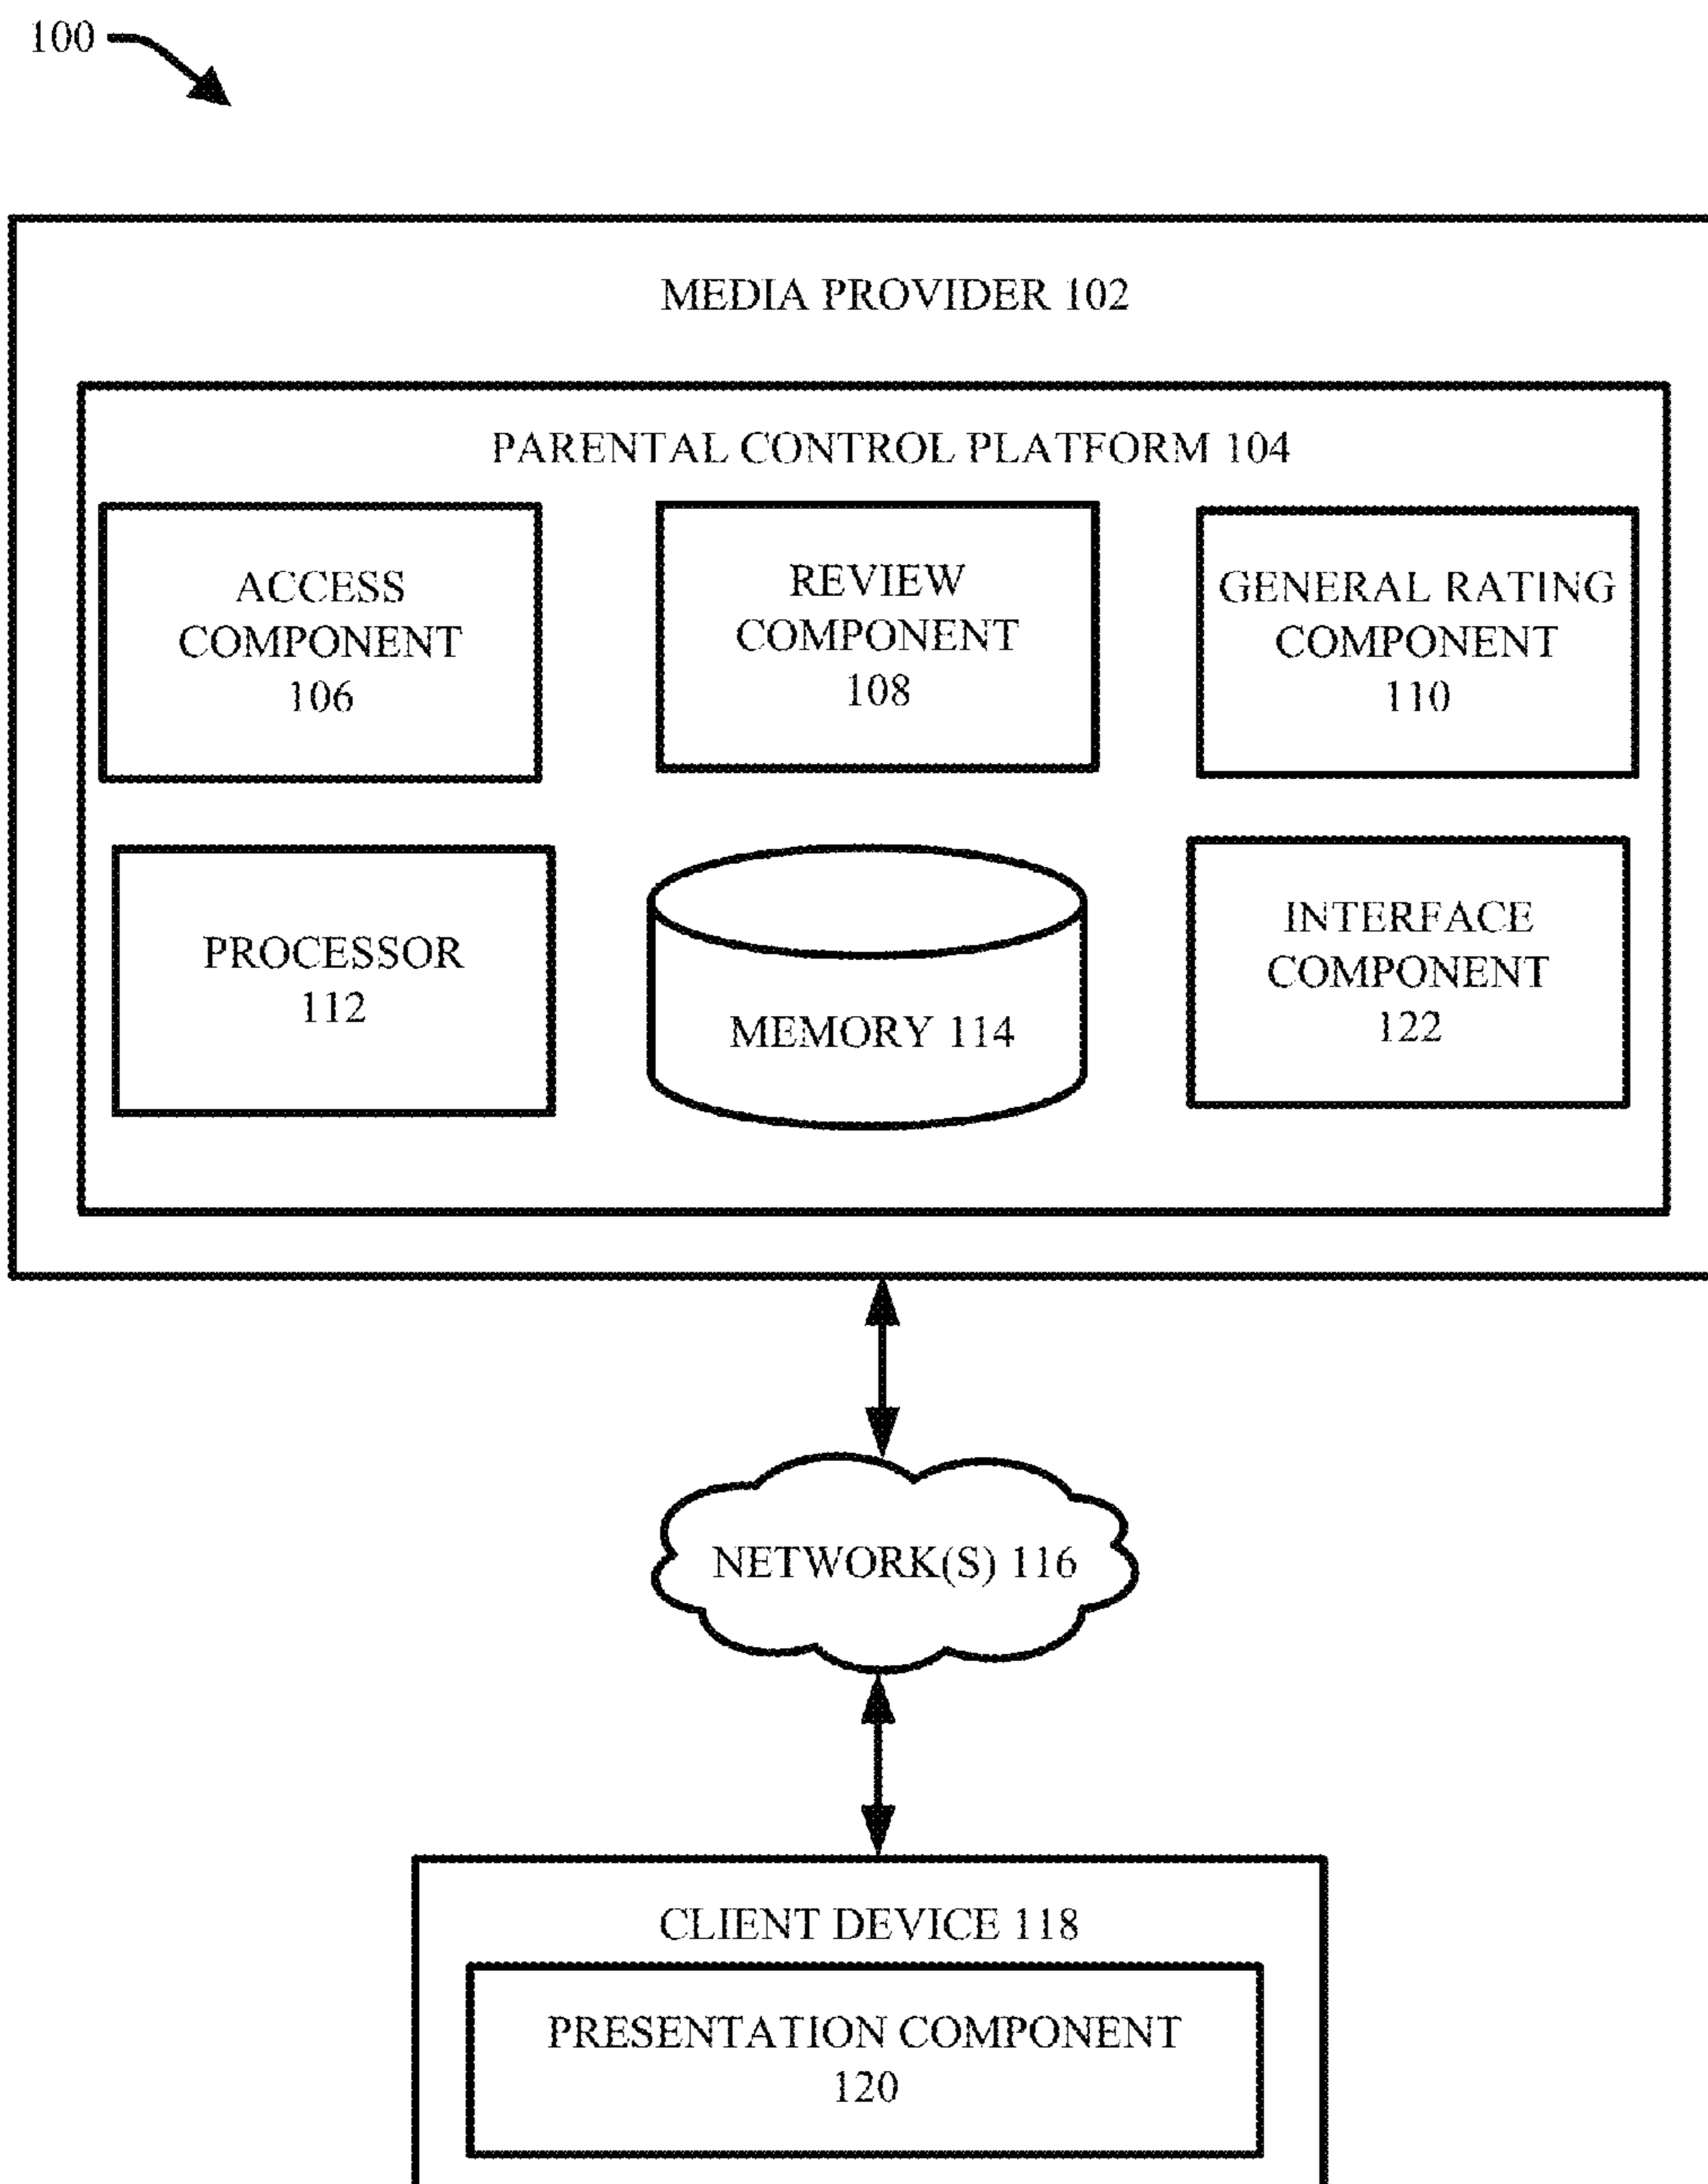 100
MEDIA PROVIDER 102
PARENTAL CONTROL PLATFORM 104
ACCESS
COMPONENT
106
REVIEW
COMPONENT
108
GENERAL RATING
COMPONENT
110
PROCESSOR
112
MEMORY 114
INTERFACE
COMPONENT
122
NETWORK(S) 116
CLIENT DEVICE 118
PRESENTATION COMPONENT
120